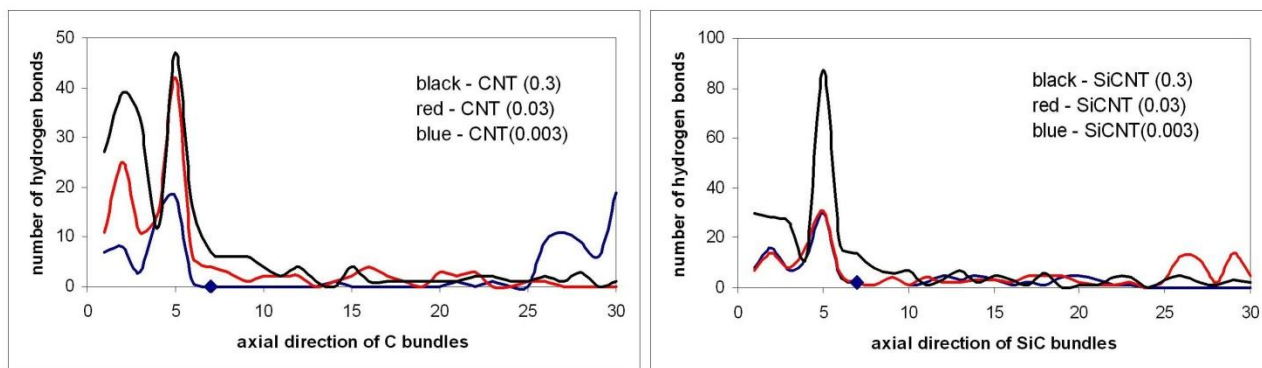 50
40
30
20
10
0
number of hydrogen bonds
black - CNT (0.3)
red - CNT (0.03)
blue - CNT(0.003)
0 5 10 15 20 25 30
axial direction of C bundles
100
80
60
40
20
0
number of hydrogen bonds
black - SiCNT (0.3)
red - SiCNT (0.03)
blue - SiCNT(0.003)
0 5 10 15 20 25 30
axial direction of SiC bundles